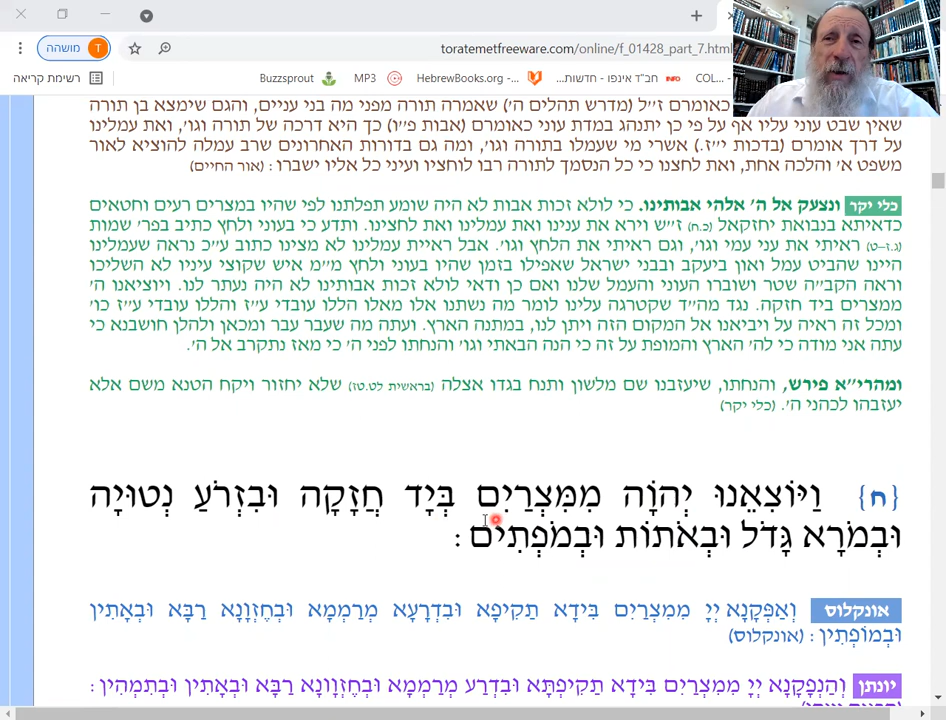 מושהה T
toratemetfreeware.com/online/f_01428_part_7.html
רשימת קריאה
Buzzsprout
MP3
HebrewBooks.org -...
חב"ד אינפו - חדשות...
COL...
כאומרם ז"ל (מדרש תהלים ה') שאמרה תורה מפני מה בני עניים, והגם שימצא בן תורה
שאין שבט עוני עליו אף על פי כן יתנהג במדת עוני כאומרם (אבות פ"ו) כך היא דרכה של תורה וגו', ואת עמלינו
על דרך אומרם (בדכות י"ז.) אשרי מי שעמלו בתורה וגו', ומה גם בדורות האחרונים שרב עמלה להוציא לאור
משפט א' והלכה אחת, ואת לחצנו כי כל הנסמך לתורה רבו לוחציו ועיני כל אליו ישברו : (אור החיים)
כלי יקר ונצעק אל ה' אלהי אבותינו. כי לולא זכות אבות לא היה שומע תפלתנו לפי שהיו במצרים רעים וחטאים
כדאיתא בנבואת יחזקאל (כ.ח) ז"ש וירא את ענינו ואת עמלינו ואת לחצינו. ותדע כי בעוני ולחץ כתיב בפר' שמות
(ג.ז-ט) ראיתי את עני עמי וגו', וגם ראיתי את הלחץ וגו'. אבל ראיית עמלינו לא מצינו כתוב ע"כ נראה שעמלינו
היינו שהביט עמל ואון ביעקב ובבני ישראל שאפילו בזמן שהיו בעוני ולחץ מ"מ איש שקוצי עיניו לא השליכו
וראה הקב"ה שטר ושוברו העוני והעמל שלנו ואם כן ודאי לולא זכות אבותינו לא היה נעתר לנו. ויוציאנו ה'
ממצרים ביד חזקה. נגד מה"ד שקטרגה עלינו לומר מה נשתנו אלו מאלו הללו עובדי ע"ז והללו עובדי ע"ז כו'
ומכל זה ראיה על ויביאנו אל המקום הזה ויתן לנו, במתנה הארץ. ועתה מה שעבר עבר ומכאן ולהלן חושבנא כי
עתה אני מודה כי לה' הארץ והמופת על זה כי הנה הבאתי וגו' והנחתו לפני ה' כי מאז נתקרב אל ה'.
ומהרי"א פירש, והנחתו, שיעזבנו שם מלשון ותנח בגדו אצלה (בראשית לט.טז) שלא יחזור ויקח הטנא משם אלא
יעזבהו לכהני ה'. (כלי יקר)
{ח} וַיּוֹצִאֵנוּ יְהוָֹה מִמִּצְרַיִם בְּיָד חֲזָקָה וּבִזְרֹעַ נְטוּיָה
וּבְמֹרָא גָּדֹל וּבְאֹתוֹת וּבְמֹפְתִים :
אונקלוס וְאַפְּקָנָא יְיָ מִמִּצְרַיִם בִּידָא תַקִיפָא וּבִדְרָעָא מְרַמְמָא וּבְחֶזְוָנָא רַבָּא וּבְאָתִין
וּבְמוֹפְתִין : (אונקלוס)
יונתן וְהַנְפָּקָנָא יְיָ מִמִּצְרַיִם בִּידָא תַקִיפְתָּא וּבִדְרַע מְרַמְמָא וּבְחֶזְווֹנָא רַבָּא וּבְאָתִין וּבְתִמְהִין :